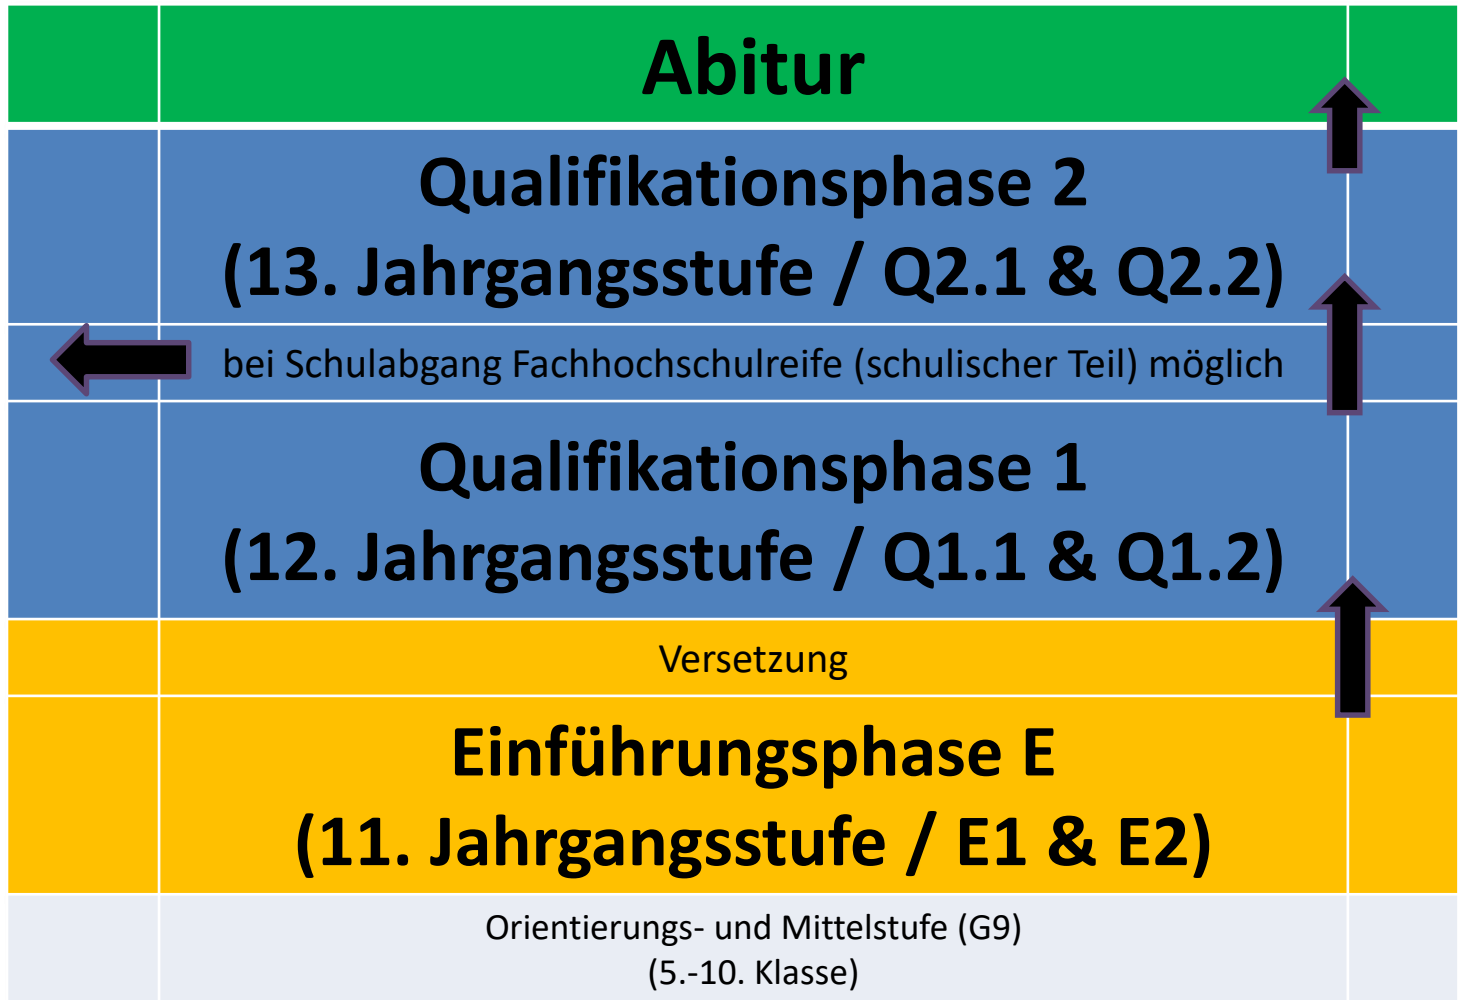 Abitur
Qualifikationsphase 2
(13. Jahrgangsstufe / Q2.1 & Q2.2)
bei Schulabgang Fachhochschulreife (schulischer Teil) möglich
Qualifikationsphase 1
(12. Jahrgangsstufe / Q1.1 & Q1.2)
Versetzung
Einführungsphase E
(11. Jahrgangsstufe / E1 & E2)
Orientierungs- und Mittelstufe (G9)
(5.-10. Klasse)